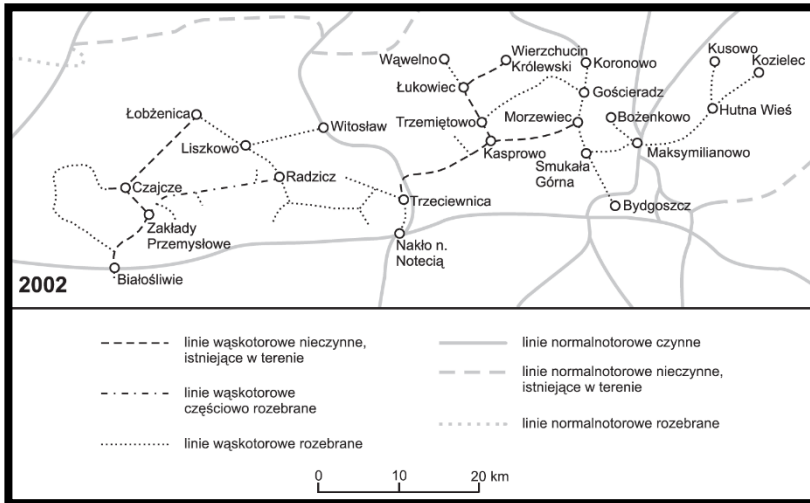 Wąwelno
Wierzchucin
Królewski
Koronowo
Kusowo
Kozielec
Łukowiec
Gościeradz
Łobżenica
Trzemiętowo
Morzewiec
Bożenkowo
Hutna Wieś
Witosław
Liszkowo
Kasprowo
Smukała
Górna
Maksymilianowo
Radzicz
Czajcze
Trzeciewnica
Bydgoszcz
Zakłady
Przemysłowe
Nakło n.
Notecią
Białośliwie
2002
linie wąskotorowe nieczynne,
istniejące w terenie
linie wąskotorowe
częściowo rozebrane
linie wąskotorowe rozebrane
linie normalnotorowe czynne
linie normalnotorowe nieczynne,
istniejące w terenie
linie normalnotorowe rozebrane
0 10 20 km